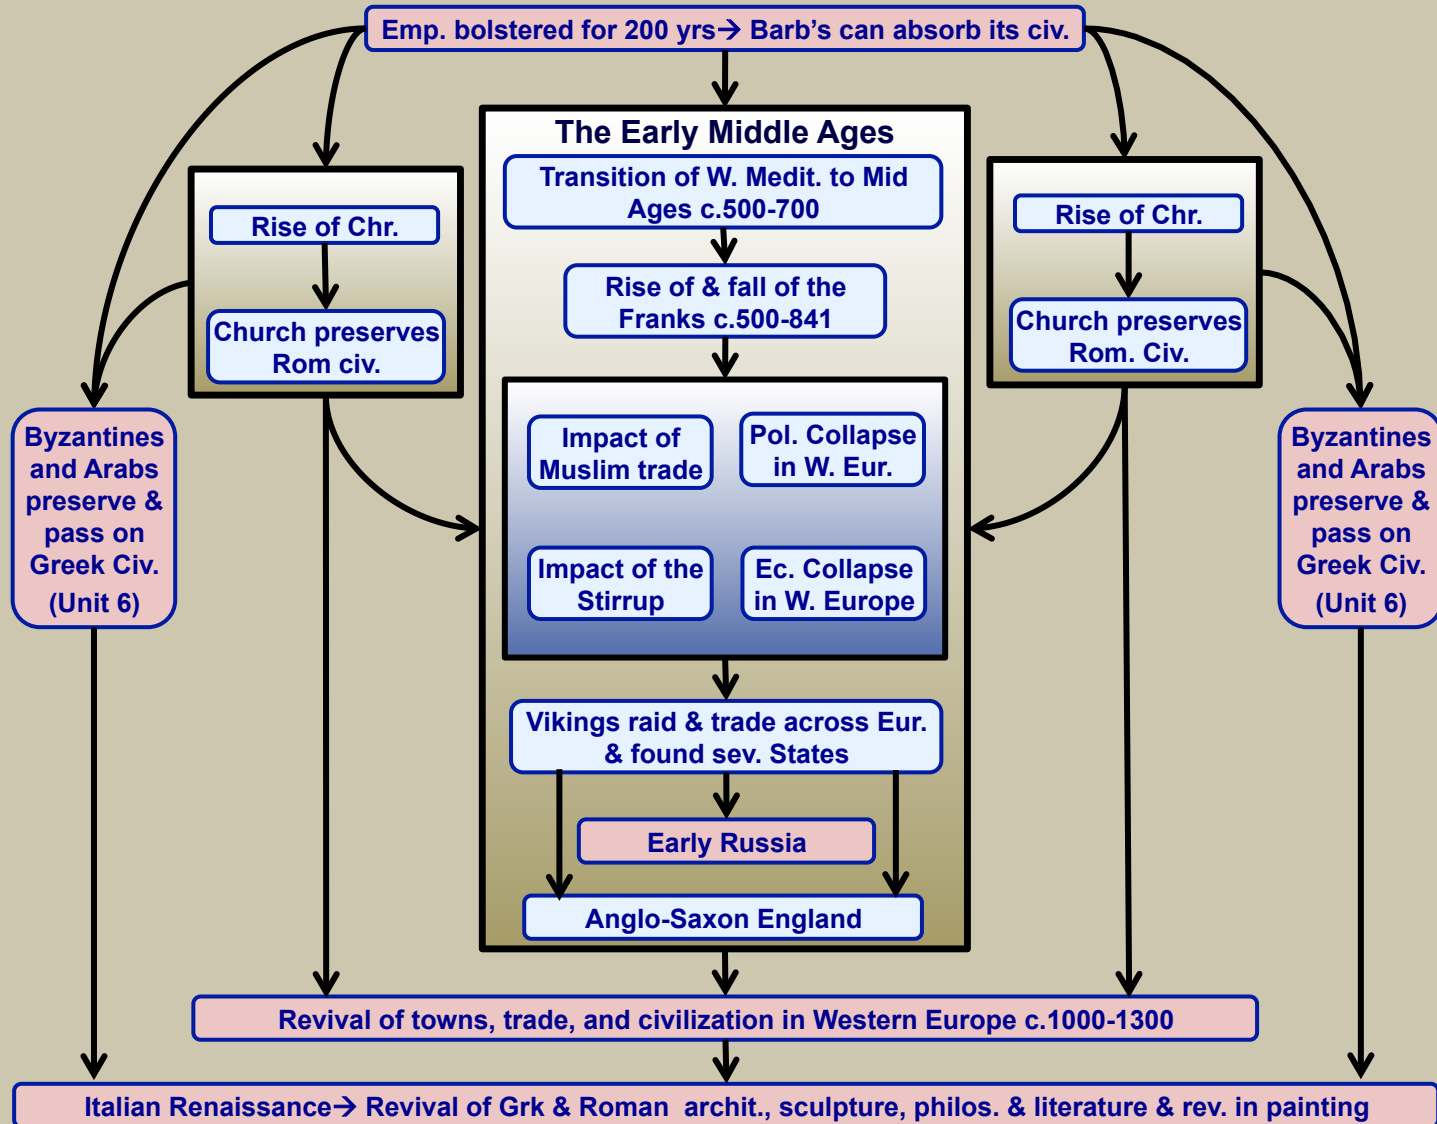 Emp. bolstered for 200 yrs→ Barb's can absorb its civ.
The Early Middle Ages
Transition of W. Medit. to Mid
Ages c.500-700
Rise of Chr.
Church preserves
Rom civ.
Rise of & fall of the
Franks c.500-841
Rise of Chr.
Church preserves
Rom. Civ.
Byzantines
and Arabs
preserve &
pass on
Greek Civ.
(Unit 6)
Impact of
Muslim trade
Pol. Collapse
in W. Eur.
Impact of the
Stirrup
Ec. Collapse
in W. Europe
Byzantines
and Arabs
preserve &
pass on
Greek Civ.
(Unit 6)
Vikings raid & trade across Eur.
& found sev. States
Early Russia
Anglo-Saxon England
Revival of towns, trade, and civilization in Western Europe c.1000-1300
Italian Renaissance→ Revival of Grk & Roman archit., sculpture, philos. & literature & rev. in painting